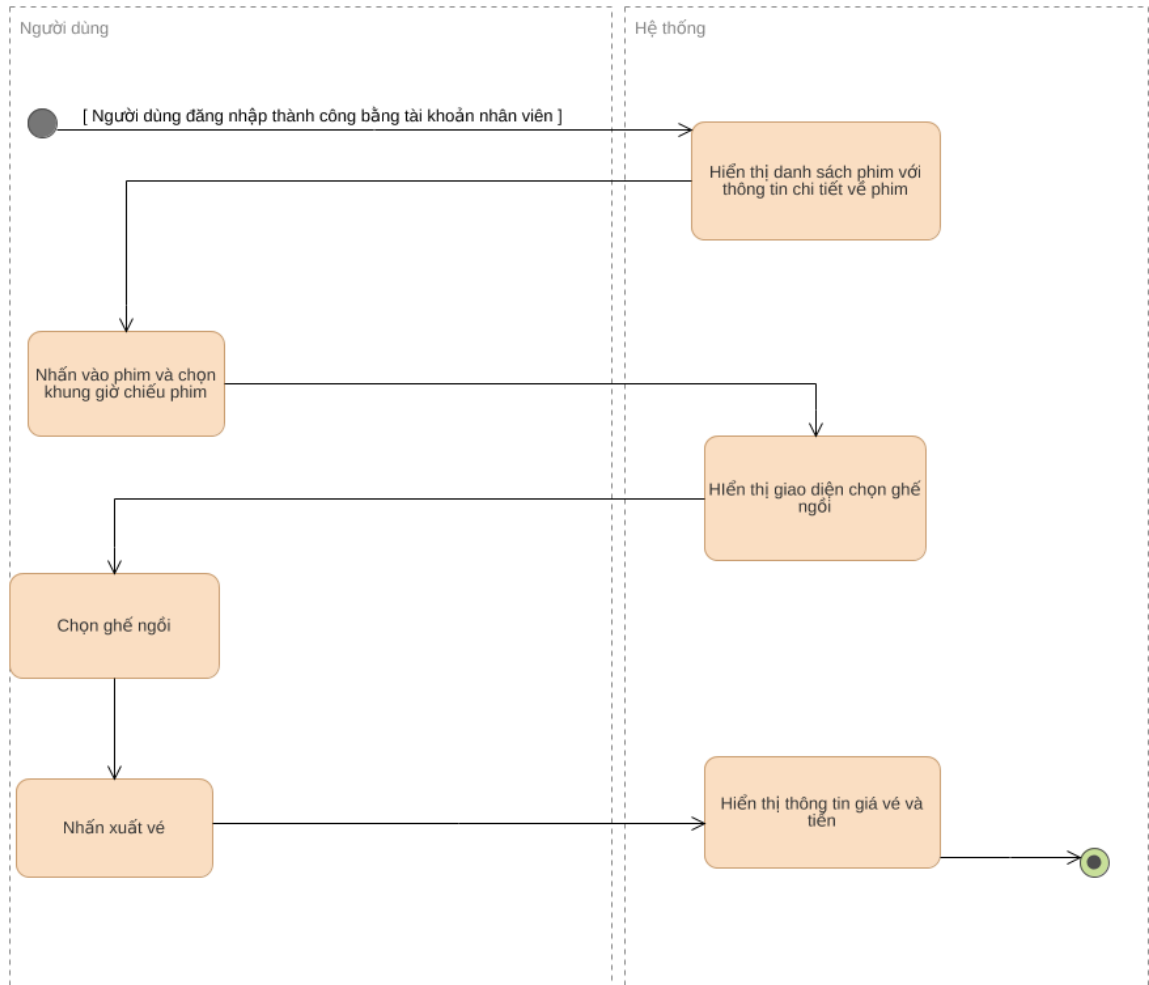 Người dùng
Hệ thống
[ Người dùng đăng nhập thành công bằng tài khoản nhân viên ]
Hiển thị danh sách phim với
thông tin chi tiết về phim
Nhấn vào phim và chọn
khung giờ chiếu phim
HIển thị giao diện chọn ghế
ngồi
Chọn ghế ngồi
Nhấn xuất vé
Hiển thị thông tin giá vé và
tiền